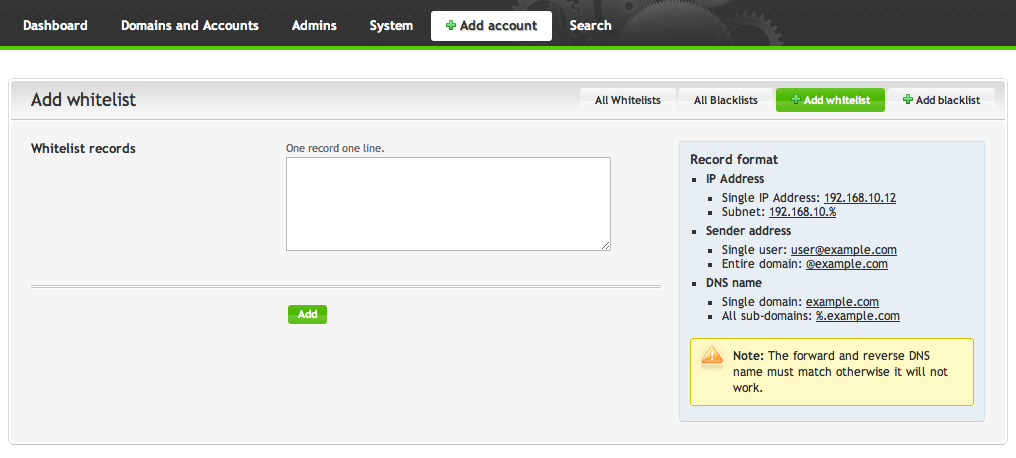 Dashboard Domains and Accounts Admins System Add account Search
Add whitelist
All Whitelists All Blacklists Add whitelist Add blacklist
Whitelist records
One record one line.
Add
Record format
IP Address
Single IP Address: 192.168.10.12
Subnet: 192.168.10.%
Sender address
Single user: user@example.com
Entire domain: @example.com
DNS name
Single domain: example.com
All sub-domains: %.example.com
Note: The forward and reverse DNS
name must match otherwise it will not
work.